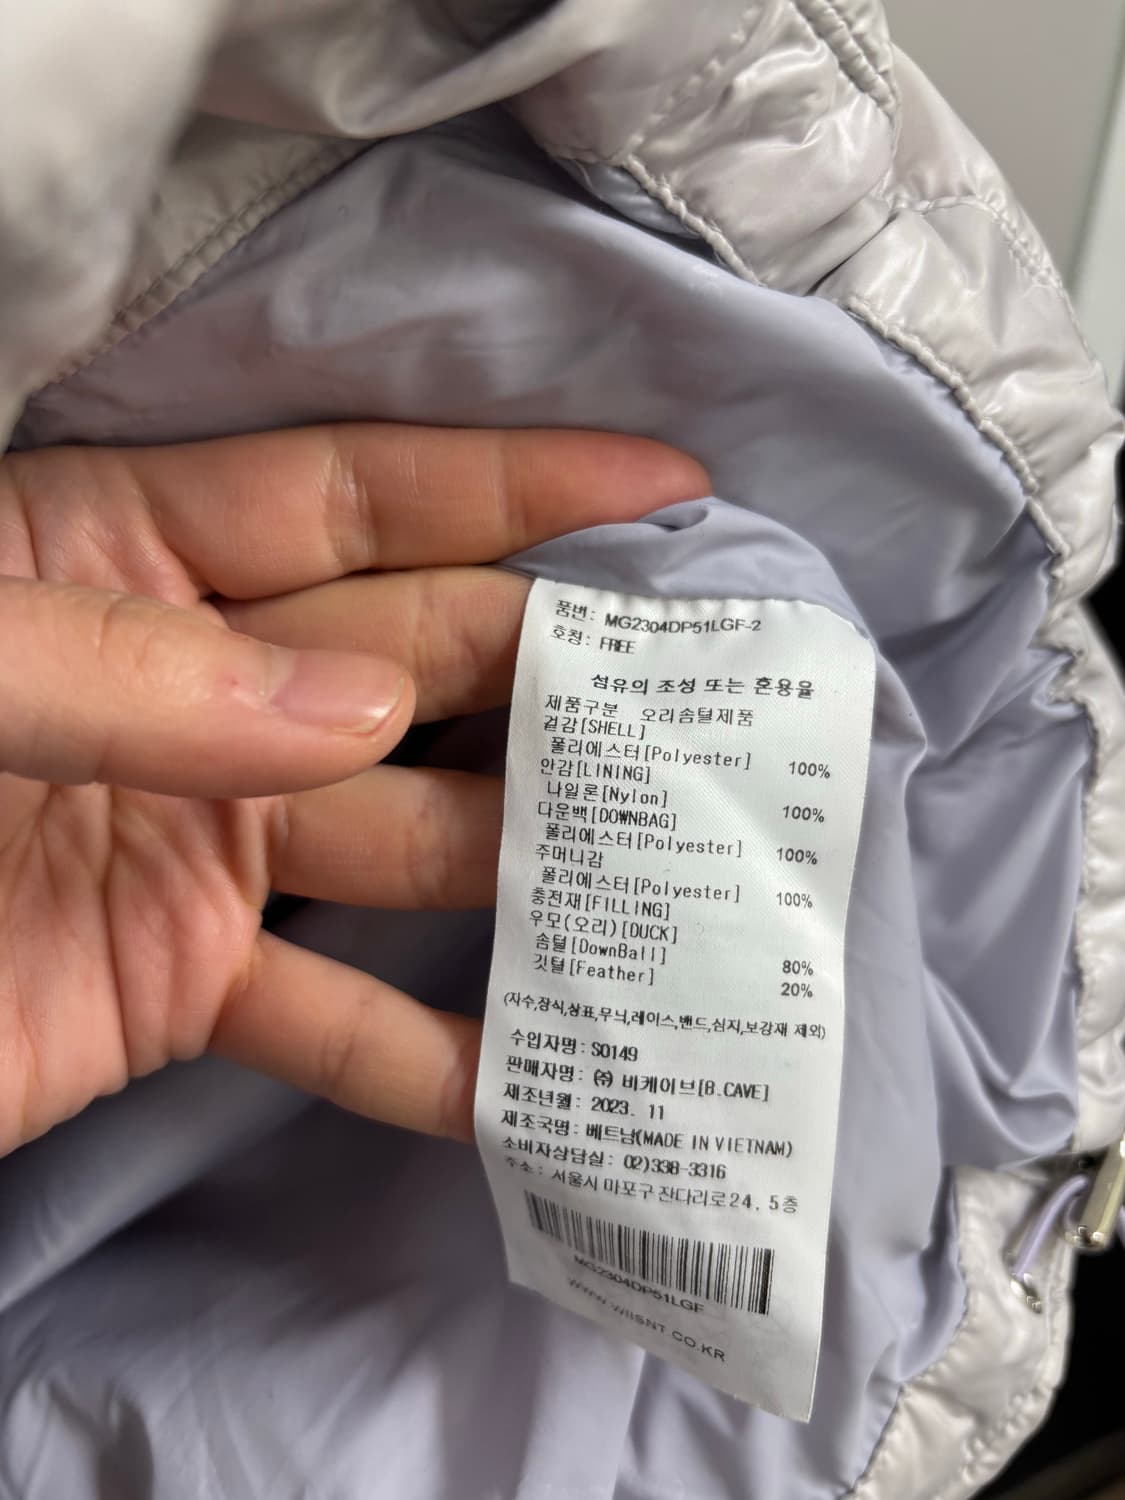 품번: MG2304DP51LGF-2
호칭: FREE
섬유의 조성 또는 혼용율
제품구분 오리솜털제품
겉감[SHELL]
폴리에스터[Polyester] 100%
안감[LINING]
나일론[Nylon] 100%
다운백[DOWNBAG]
폴리에스터[Polyester] 100%
주머니감
폴리에스터[Polyester] 100%
충전재[FILLING]
우모(오리)[DUCK]
솜털[DownBall] 80%
깃털[Feather] 20%
(자수,장식,상표,무늬,레이스,밴드,심지,보강재 제외)
수입자명: S0149
판매자명: ㈜ 비케이브[B.CAVE]
제조년월: 2023. 11
제조국명: 베트남(MADE IN VIETNAM)
소비자상담실: 02)338-3316
주소: 서울시 마포구 잔다리로24, 5층
MG2304DP51LGF
WWW.WIISNT.CO.KR